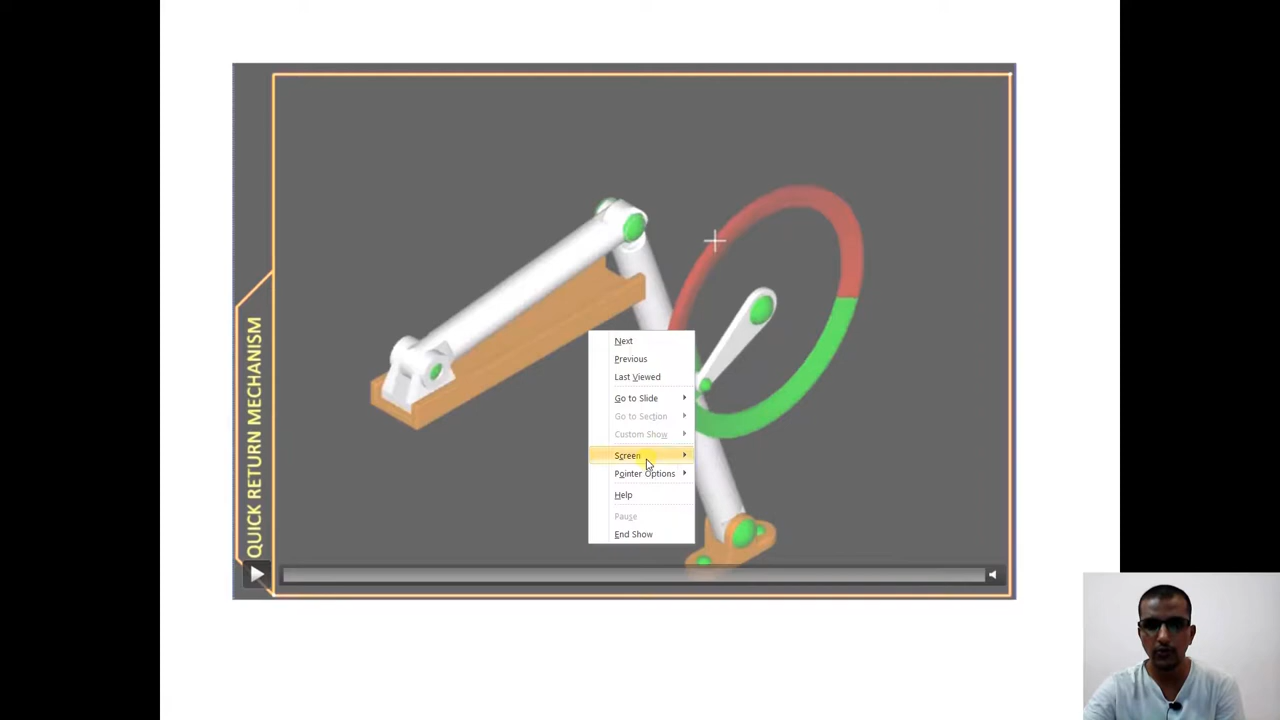 QUICK RETURN MECHANISM
Next
Previous
Last Viewed
Go to Slide
Go to Section
Custom Show
Screen
Pointer Options
Help
Pause
End Show